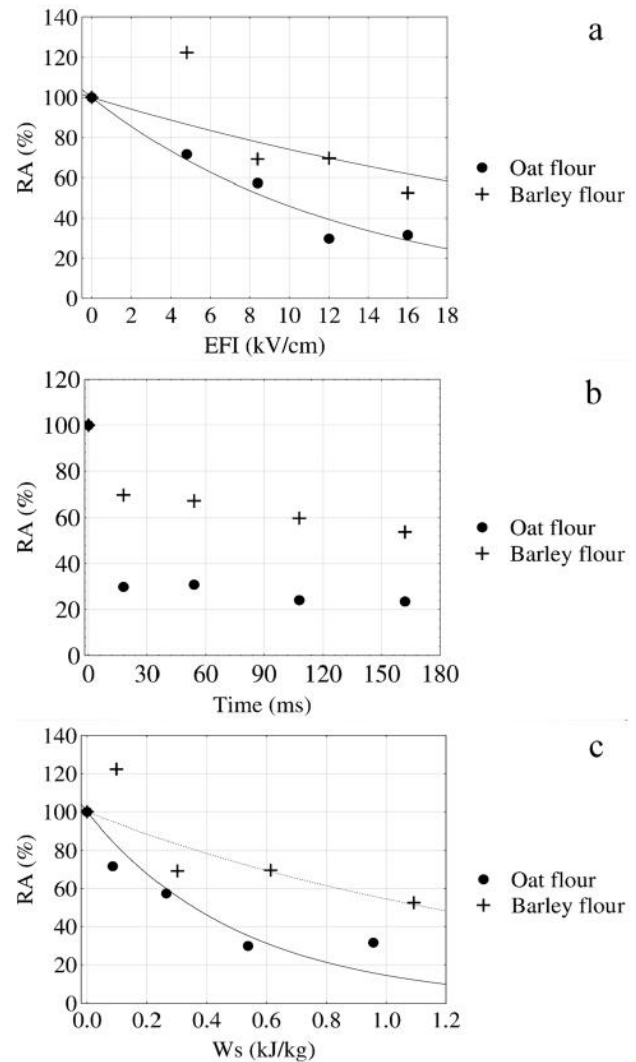 a
140
120
100
80
60
40
20
0
RA (%)
0 2 4 6 8 10 12 14 16 18
EFI (kV/cm)
Oat flour
Barley flour
b
120
100
80
60
40
20
0
RA (%)
0 30 60 90 120 150 180
Time (ms)
Oat flour
Barley flour
c
140
120
100
80
60
40
20
0
RA (%)
0.0 0.2 0.4 0.6 0.8 1.0 1.2
Ws (kJ/kg)
Oat flour
Barley flour